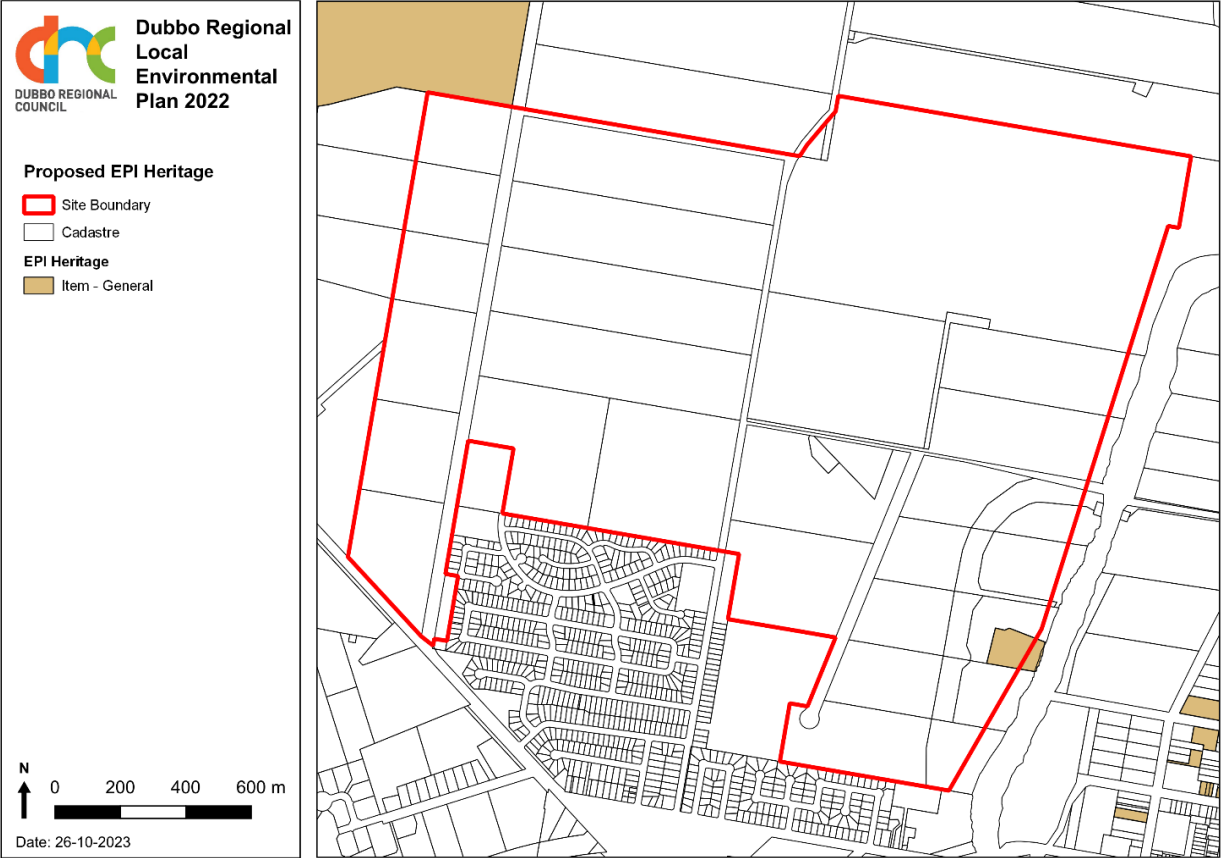 dnc
DUBBO REGIONAL
COUNCIL
Dubbo Regional
Local
Environmental
Plan 2022
Proposed EPI Heritage
Site Boundary
Cadastre
EPI Heritage
Item - General
N
0 200 400 600 m
Date: 26-10-2023